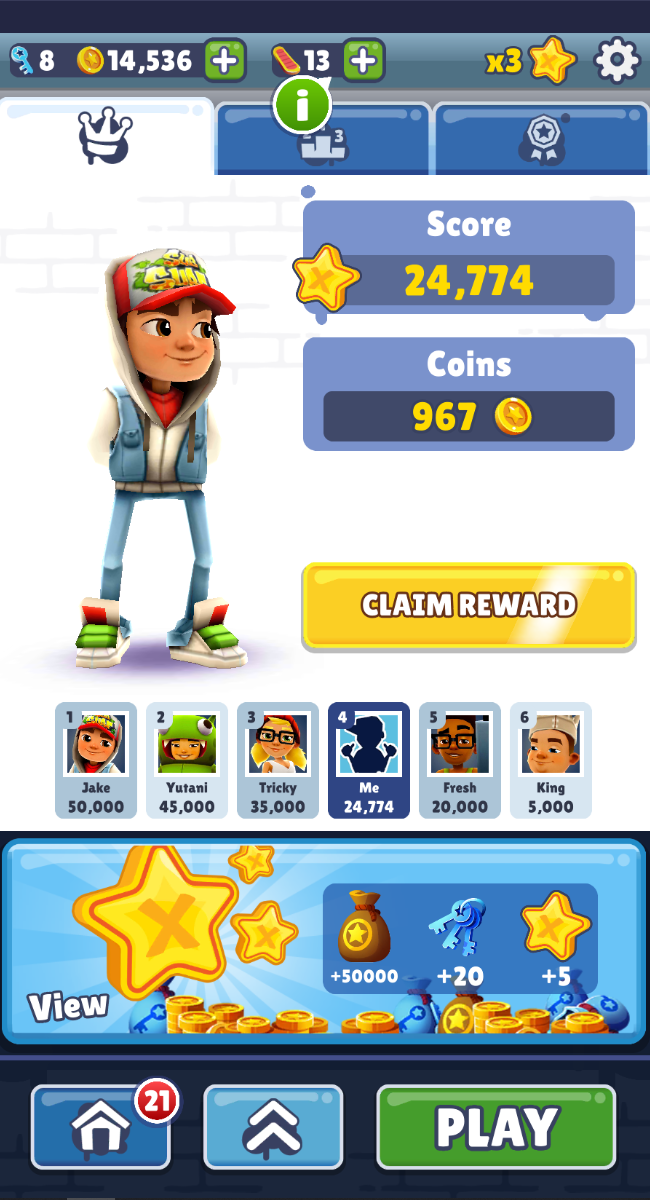 8 14,536 13 x3
2 3
Score
24,774
Coins
967
CLAIM REWARD
1 2 3 4 5 6
Jake Yutani Tricky Me Fresh King
50,000 45,000 35,000 24,774 20,000 5,000
+50000 +20 +5
View
21
PLAY